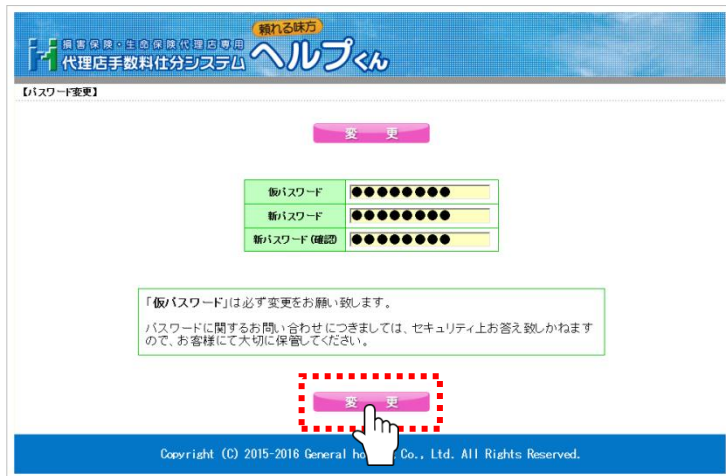 頼れる味方
損害保険・生命保険代理店専用
代理店手数料仕分システム ヘルプくん
【パスワード変更】
変 更
仮パスワード ●●●●●●●●
新パスワード ●●●●●●●●
新パスワード(確認) ●●●●●●●●
「仮パスワード」は必ず変更をお願い致します。
パスワードに関するお問い合わせにつきましては、セキュリティ上お答え致しかねます
ので、お客様にて大切に保管してください。
変 更
Copyright (C) 2015-2016 General ho Co., Ltd. All Rights Reserved.